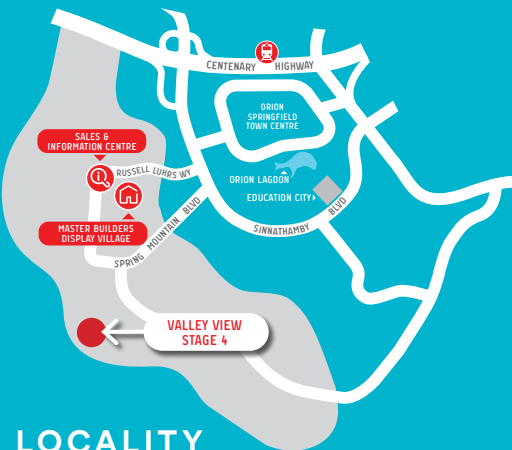 CENTENARY HIGHWAY
ORION
SPRINGFIELD
TOWN CENTRE
SALES &
INFORMATION CENTRE
RUSSELL LUHRS WY
ORION LAGOON
EDUCATION CITY
MASTER BUILDERS
DISPLAY VILLAGE
SPRING MOUNTAIN BLVD
SINNATHAMBY BLVD
VALLEY VIEW
STAGE 4
LOCALITY